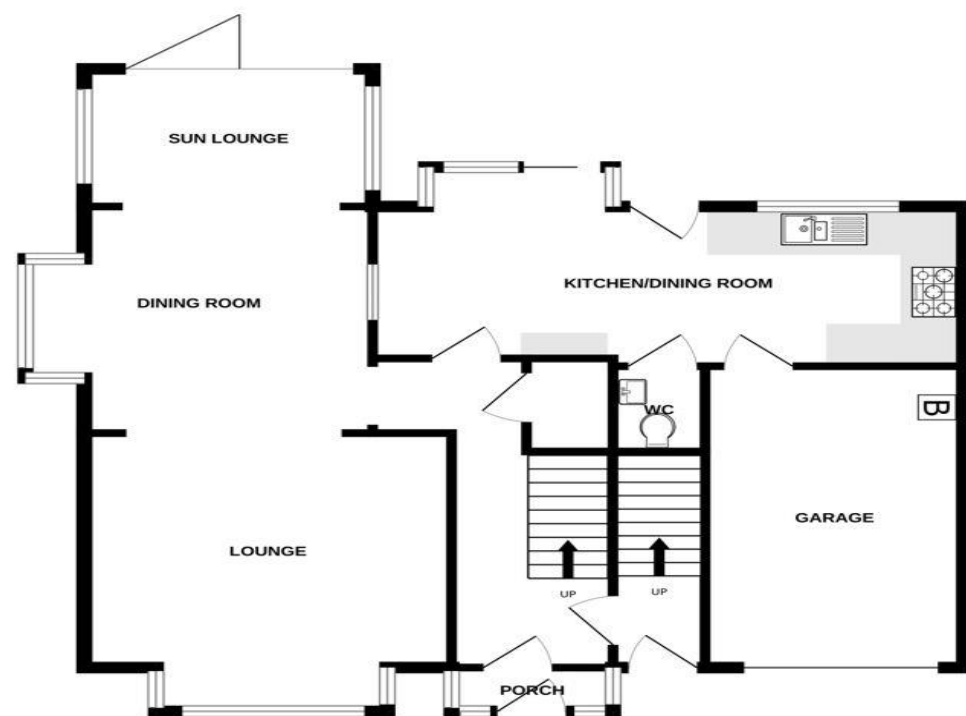 SUN LOUNGE
KITCHEN/DINING ROOM
DINING ROOM
WC
B
GARAGE
LOUNGE
UP
UP
PORCH